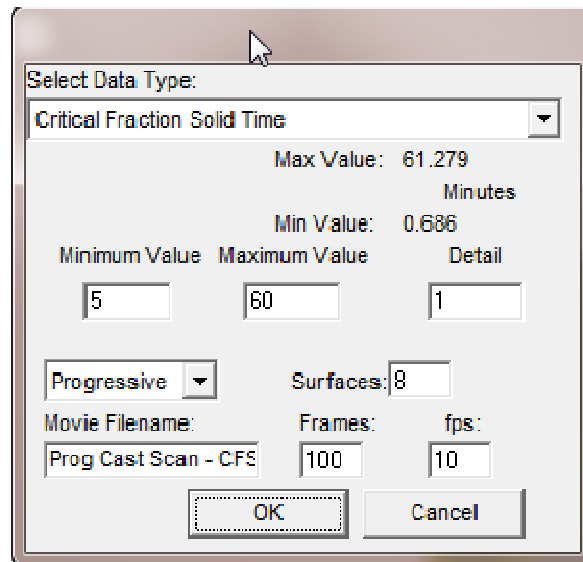 Select Data Type:
Critical Fraction Solid Time
Max Value: 61.279
Minutes
Min Value: 0.686
Minimum Value Maximum Value Detail
5 60 1
Progressive Surfaces: 8
Movie Filename: Frames: fps:
Prog Cast Scan - CFS 100 10
OK Cancel